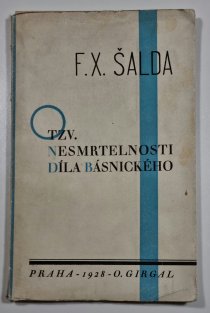 F. X. ŠALDA
O TZV.
NESMRTELNOSTI
DÍLA BÁSNICKÉHO
PRAHA - 1928 - O. GIRGAL